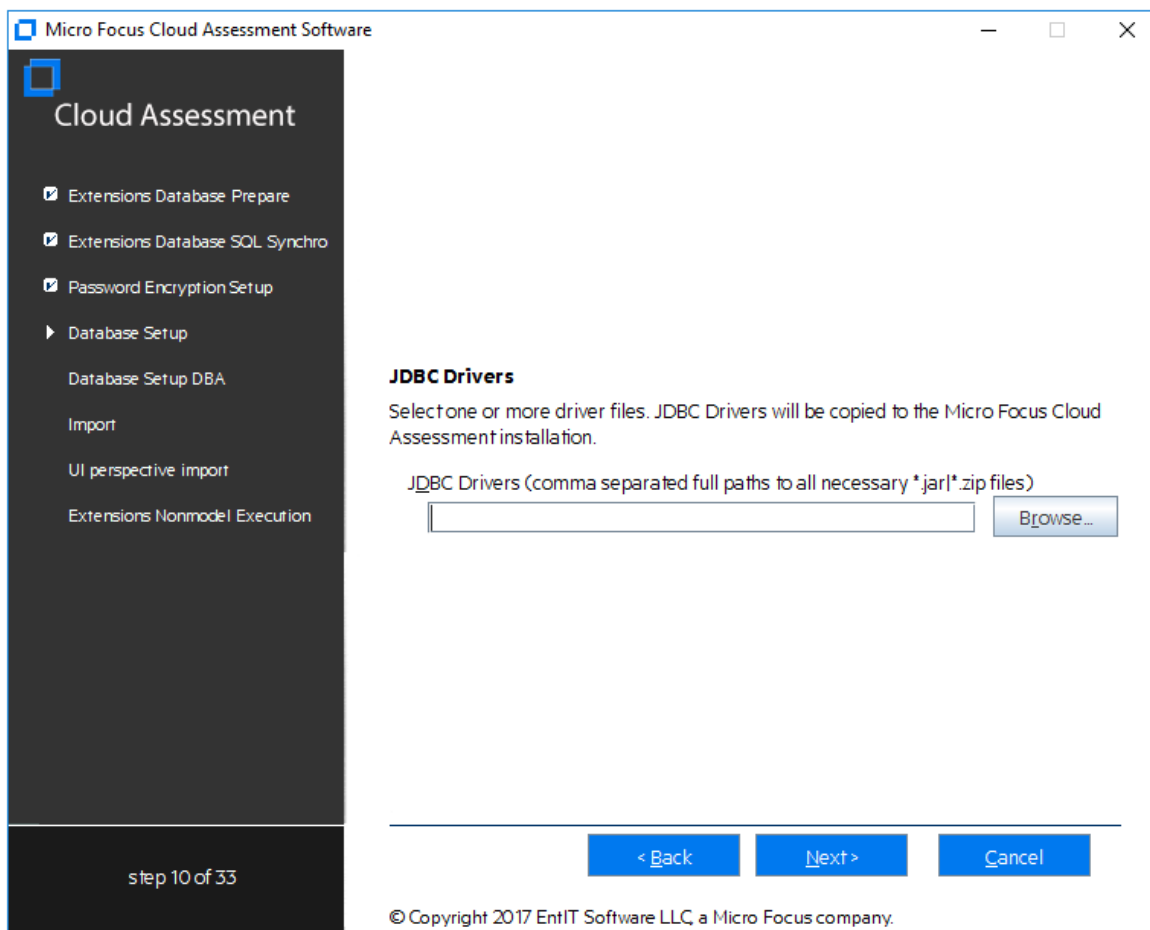 Micro Focus Cloud Assessment Software
Cloud Assessment
Extensions Database Prepare
Extensions Database SQL Synchro
Password Encryption Setup
Database Setup
Database Setup DBA
Import
UI perspective import
Extensions Nonmodel Execution
step 10 of 33
JDBC Drivers
Select one or more driver files. JDBC Drivers will be copied to the Micro Focus Cloud
Assessment installation.
JDBC Drivers (comma separated full paths to all necessary *.jar|*.zip files)
Browse...
< Back
Next >
Cancel
© Copyright 2017 EntIT Software LLC, a Micro Focus company.